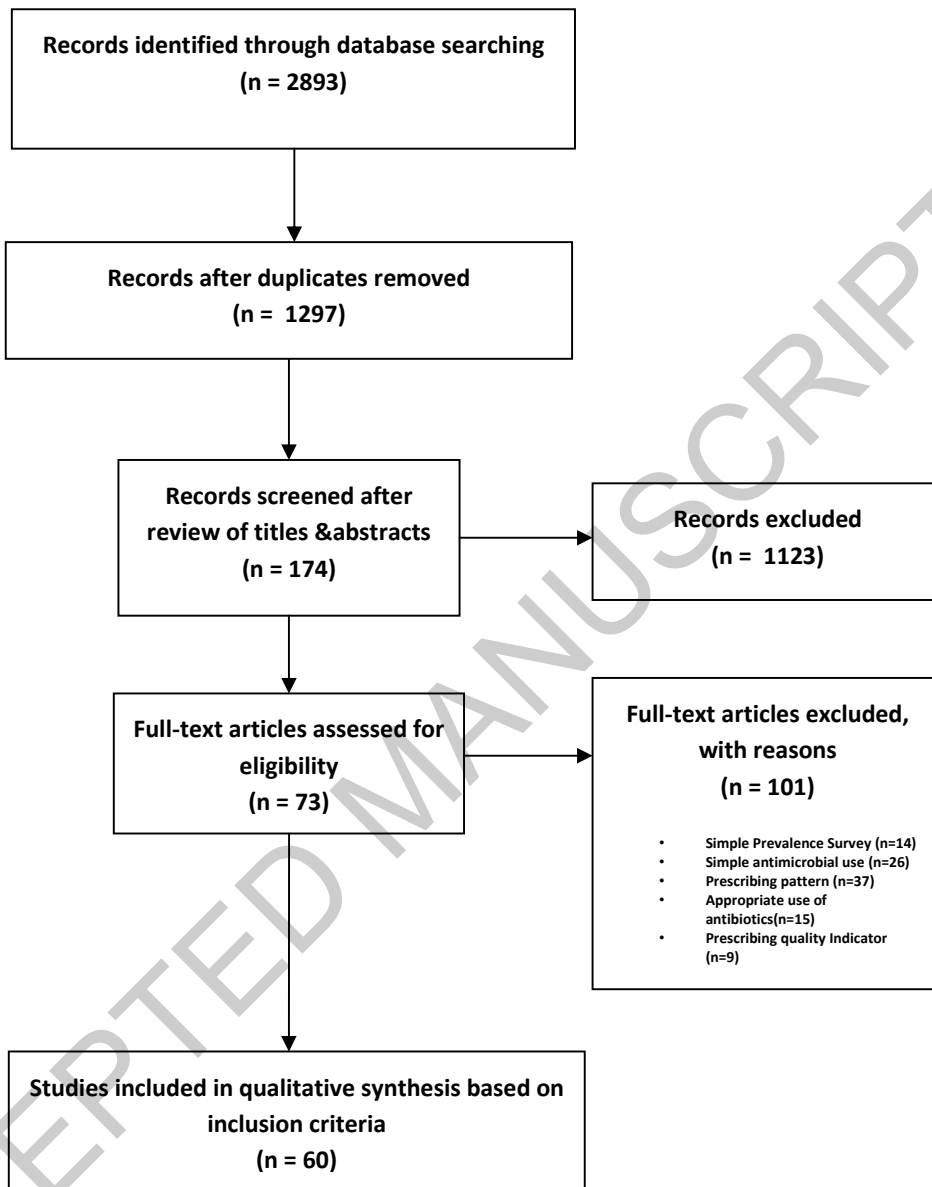 Records identified through database searching
(n = 2893)
Records after duplicates removed
(n =  1297)
Records screened after
review of titles &abstracts
(n = 174)
Records excluded
(n =  1123)
Full-text articles assessed for
eligibility
(n = 73)
Full-text articles excluded,
with reasons
(n = 101)
• Simple Prevalence Survey (n=14)
• Simple antimicrobial use (n=26)
• Prescribing pattern (n=37)
• Appropriate use of
antibiotics(n=15)
• Prescribing quality Indicator
(n=9)
Studies included in qualitative synthesis based on
inclusion criteria
(n = 60)
EPTED MANUSCRIPT